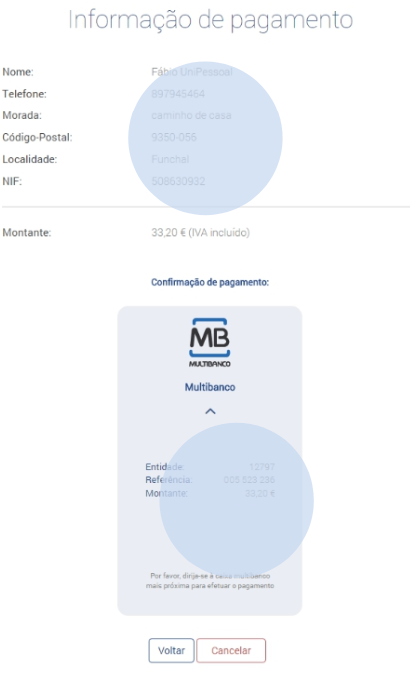 Informação de pagamento
Nome: Fábio UniPessoal
Telefone: 897945464
Morada: caminho de casa
Código-Postal: 9350-056
Localidade: Funchal
NIF: 508630932
Montante: 33,20 € (IVA incluído)
Confirmação de pagamento:
MB
MULTIBANCO
Multibanco
Entidade: 12797
Referência: 005 523 236
Montante: 33,20 €
Por favor, dirija-se à caixa multibanco
mais próxima para efetuar o pagamento
Voltar Cancelar